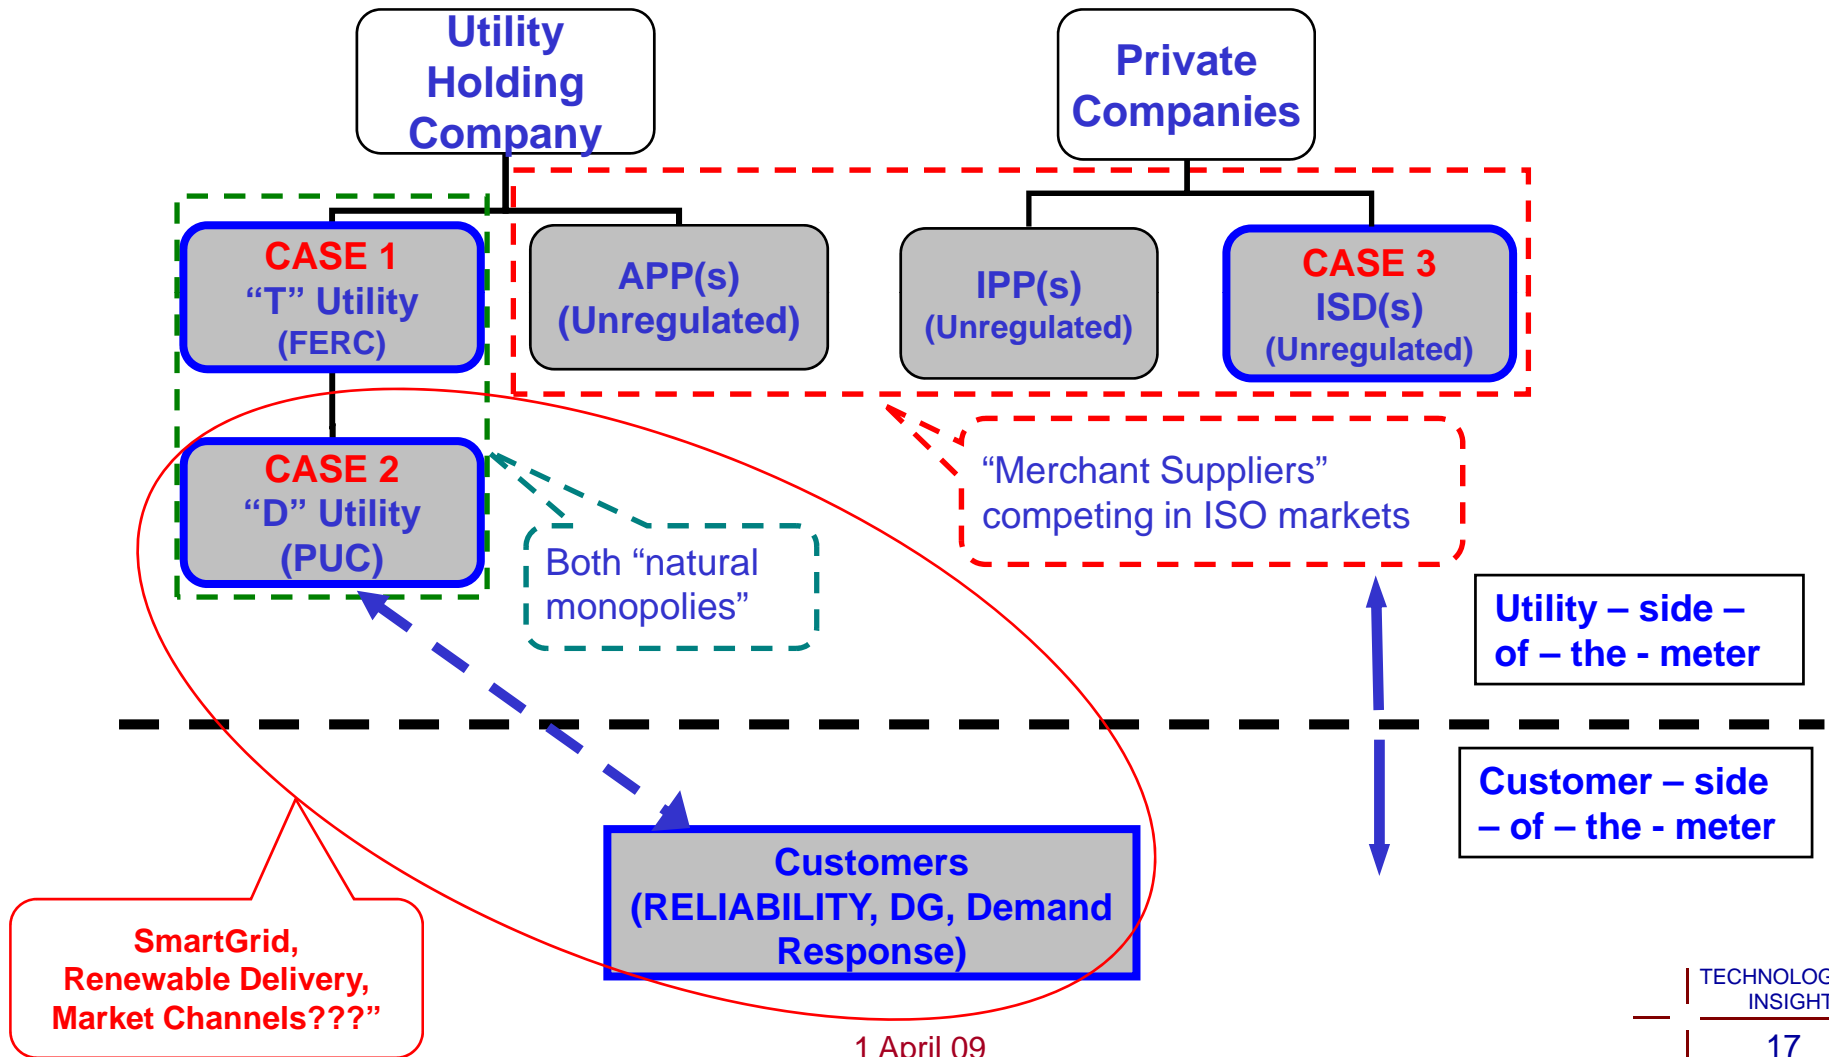 Utility
Holding
Company
Private
Companies
CASE 1
“T” Utility
(FERC)
APP(s)
(Unregulated)
IPP(s)
(Unregulated)
CASE 3
ISD(s)
(Unregulated)
CASE 2
“D” Utility
(PUC)
Both “natural
monopolies”
“Merchant Suppliers”
competing in ISO markets
Utility – side –
of – the - meter
Customer – side
– of – the - meter
Customers
(RELIABILITY, DG, Demand
Response)
SmartGrid,
Renewable Delivery,
Market Channels???”
1 April 09
TECHNOLOG
INSIGHT
17